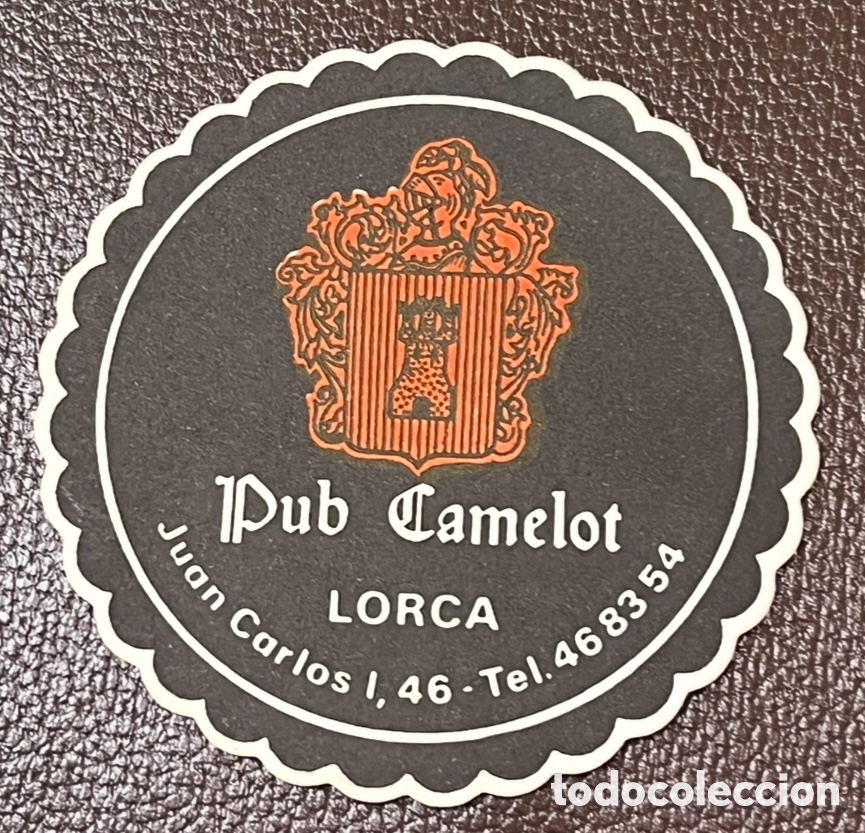 Pub Camelot
LORCA
Juan Carlos I, 46 - Tel. 46 83 54
todocoleccion